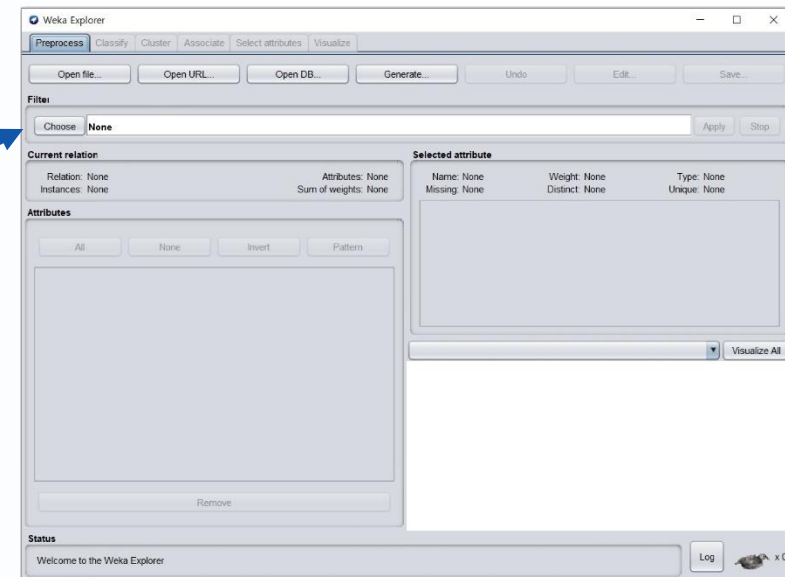 Weka Explorer
Preprocess Classify Cluster Associate Select attributes Visualize
Open file... Open URL... Open DB... Generate... Undo Edit... Save...
Filter
Choose None Apply Stop
Current relation
Relation: None Attributes: None
Instances: None Sum of weights: None
Selected attribute
Name: None Weight: None Type: None
Missing: None Distinct: None Unique: None
Attributes
All None Invert Pattern
Visualize All
Remove
Status
Welcome to the Weka Explorer
Log x 0